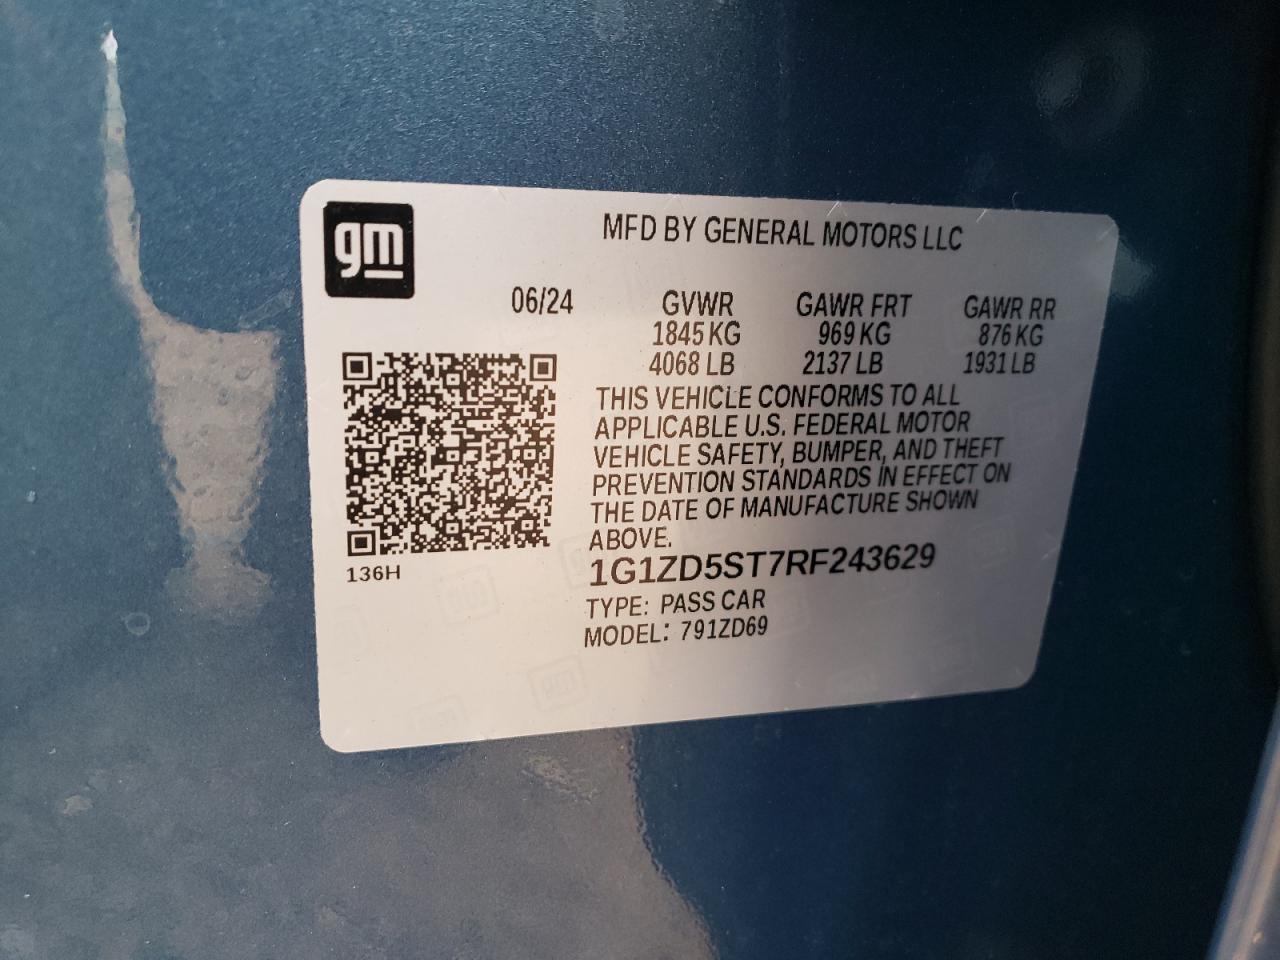 gm
MFD BY GENERAL MOTORS LLC
06/24 GVWR GAWR FRT GAWR RR
1845 KG 969 KG 876 KG
4068 LB 2137 LB 1931 LB
THIS VEHICLE CONFORMS TO ALL
APPLICABLE U.S. FEDERAL MOTOR
VEHICLE SAFETY, BUMPER, AND THEFT
PREVENTION STANDARDS IN EFFECT ON
THE DATE OF MANUFACTURE SHOWN
ABOVE.
136H
1G1ZD5ST7RF243629
TYPE: PASS CAR
MODEL: 791ZD69